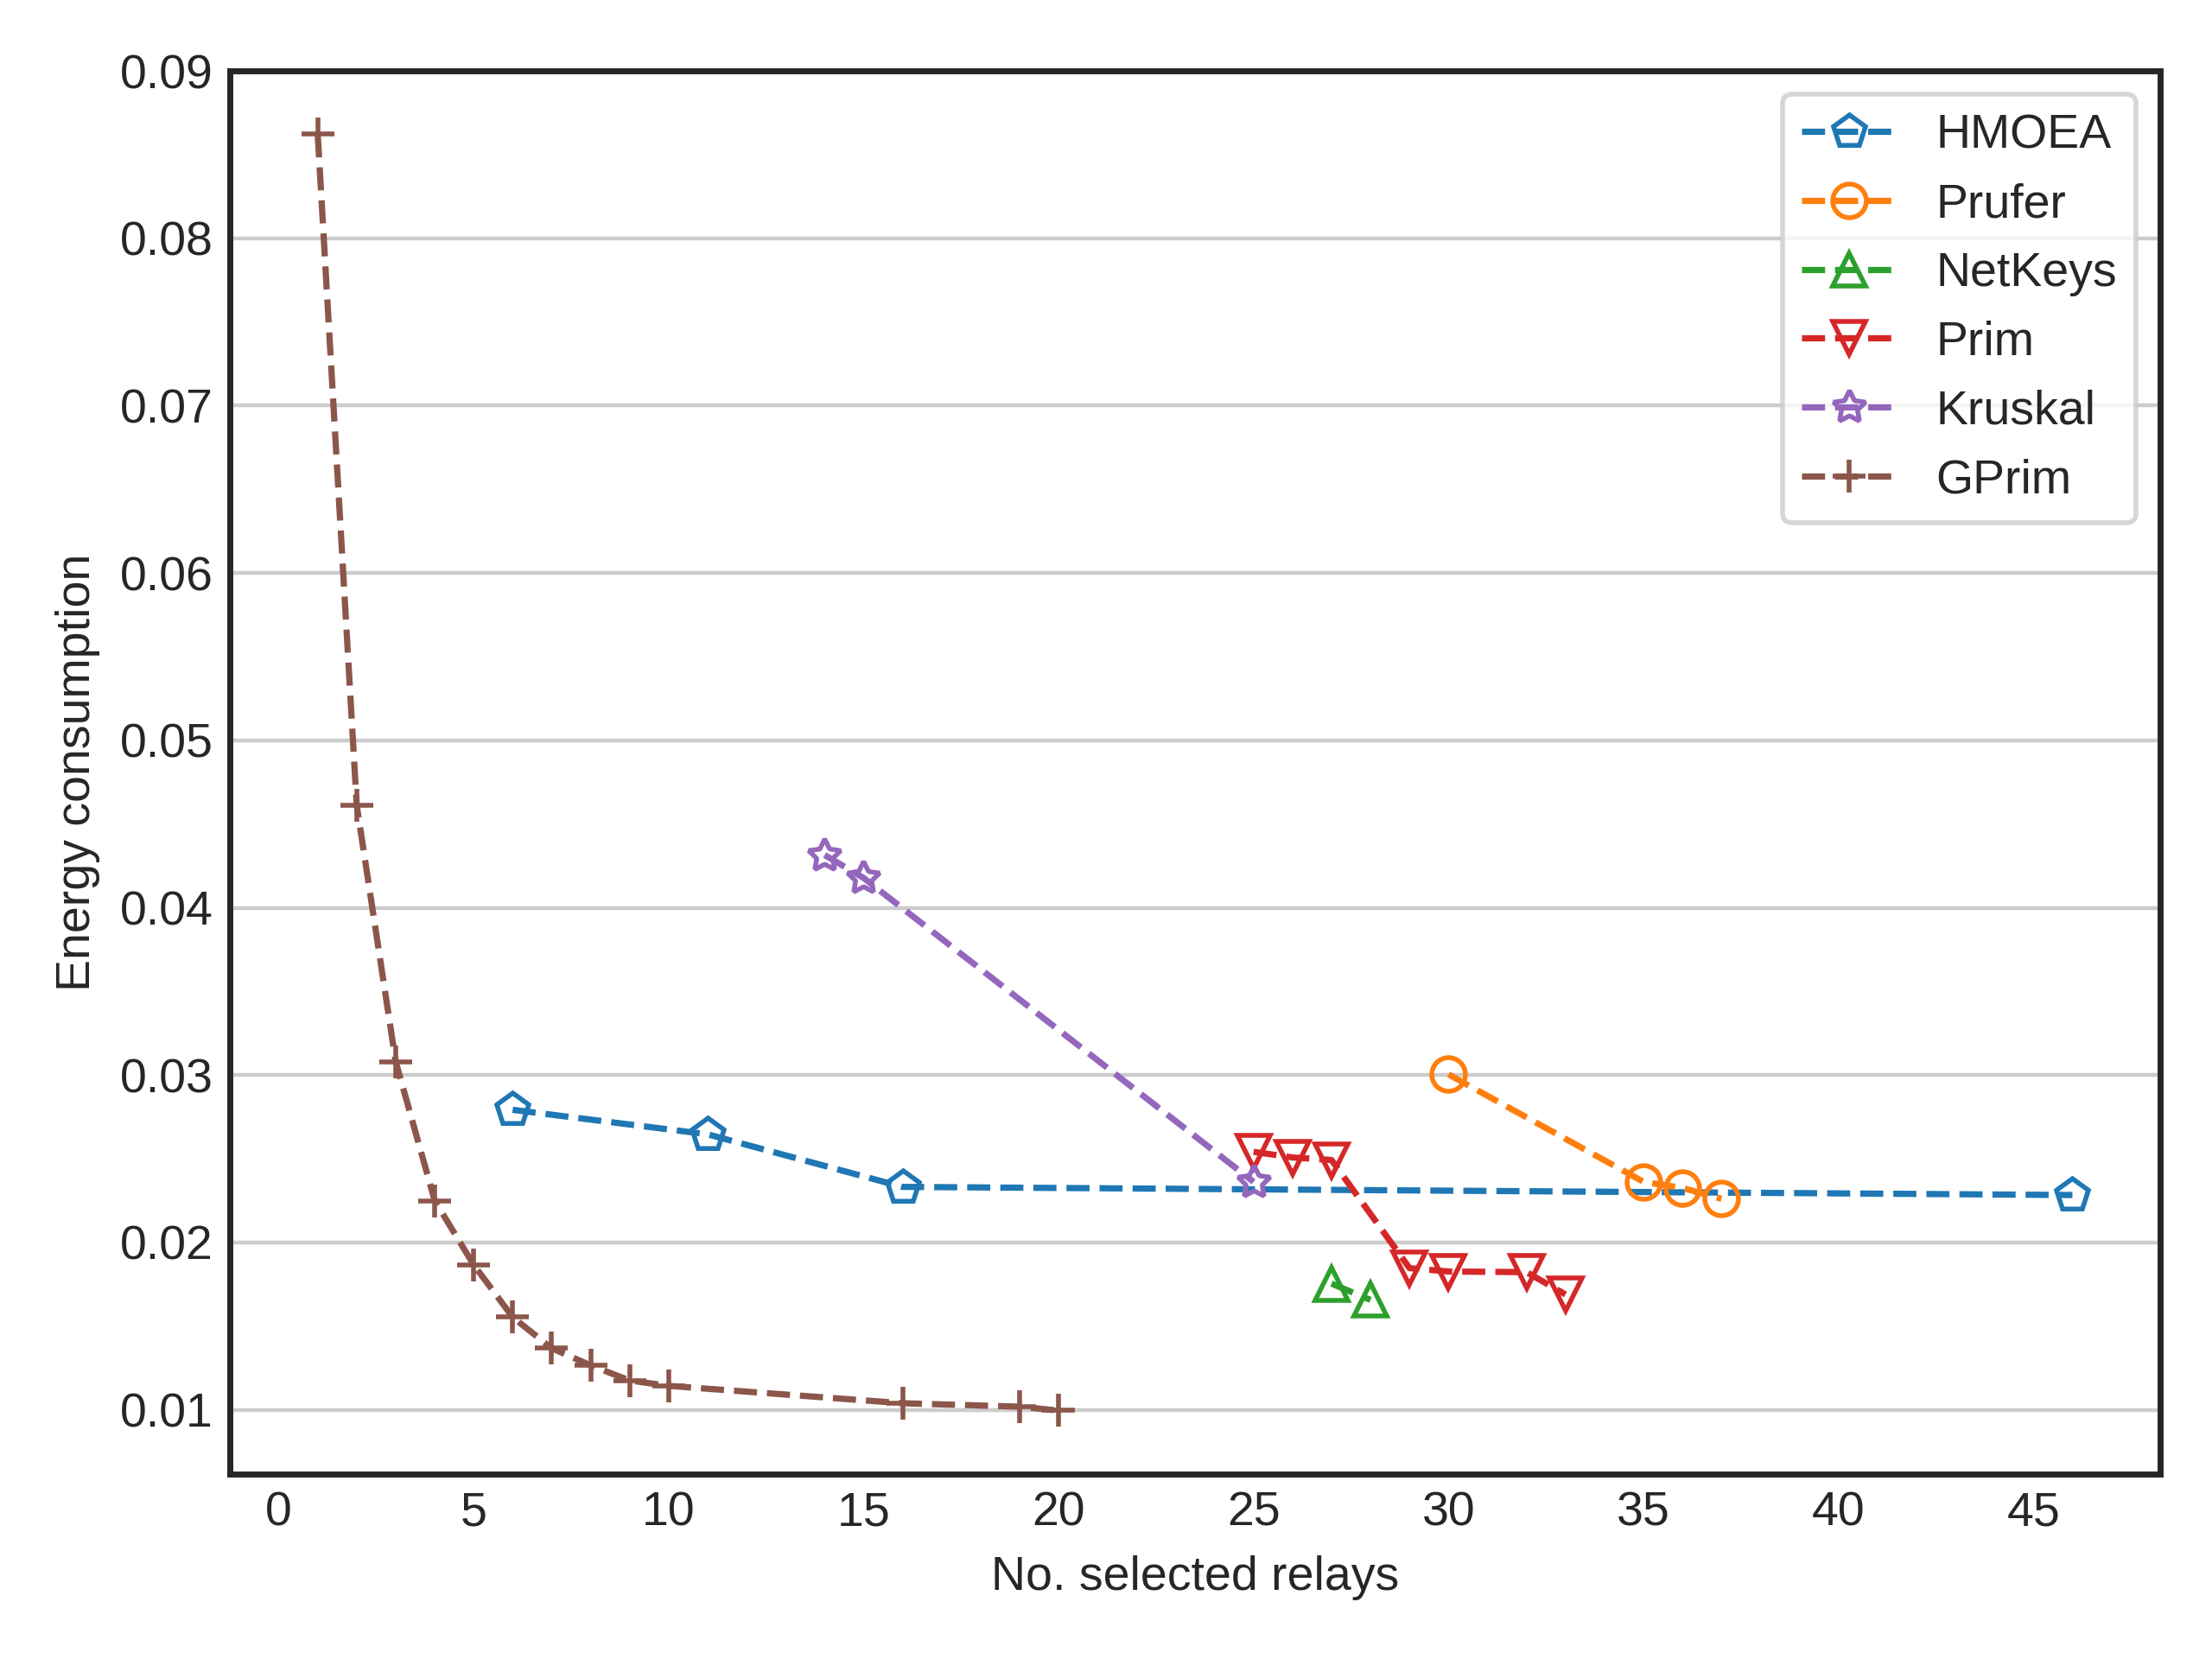 0.09
0.08
0.07
0.06
0.05
0.04
0.03
0.02
0.01
Energy consumption
HMOEA
Prufer
NetKeys
Prim
Kruskal
GPrim
0 5 10 15 20 25 30 35 40 45
No. selected relays